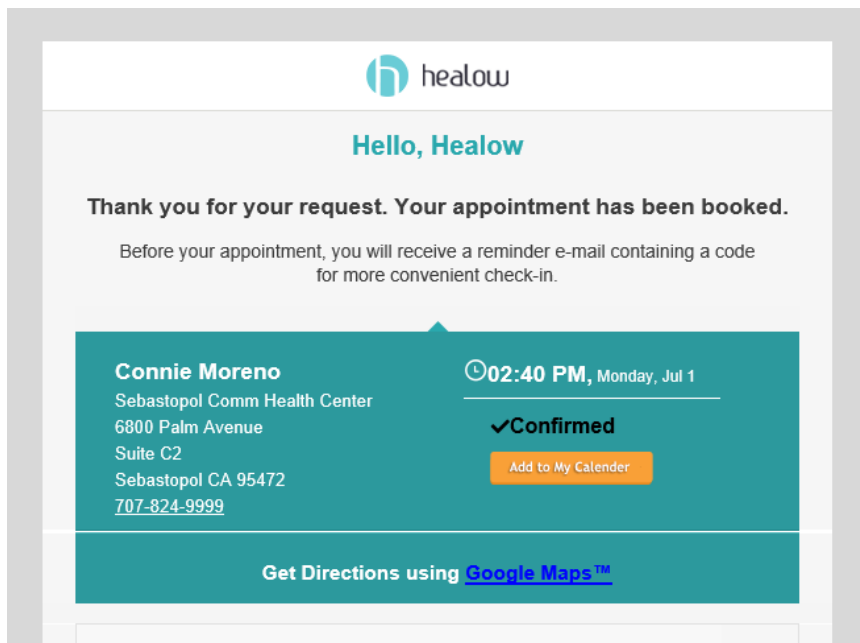 healow
Hello, Healow
Thank you for your request. Your appointment has been booked.
Before your appointment, you will receive a reminder e-mail containing a code
for more convenient check-in.
Connie Moreno
Sebastopol Comm Health Center
6800 Palm Avenue
Suite C2
Sebastopol CA 95472
707-824-9999
02:40 PM, Monday, Jul 1
Confirmed
Add to My Calender
Get Directions using Google Maps™